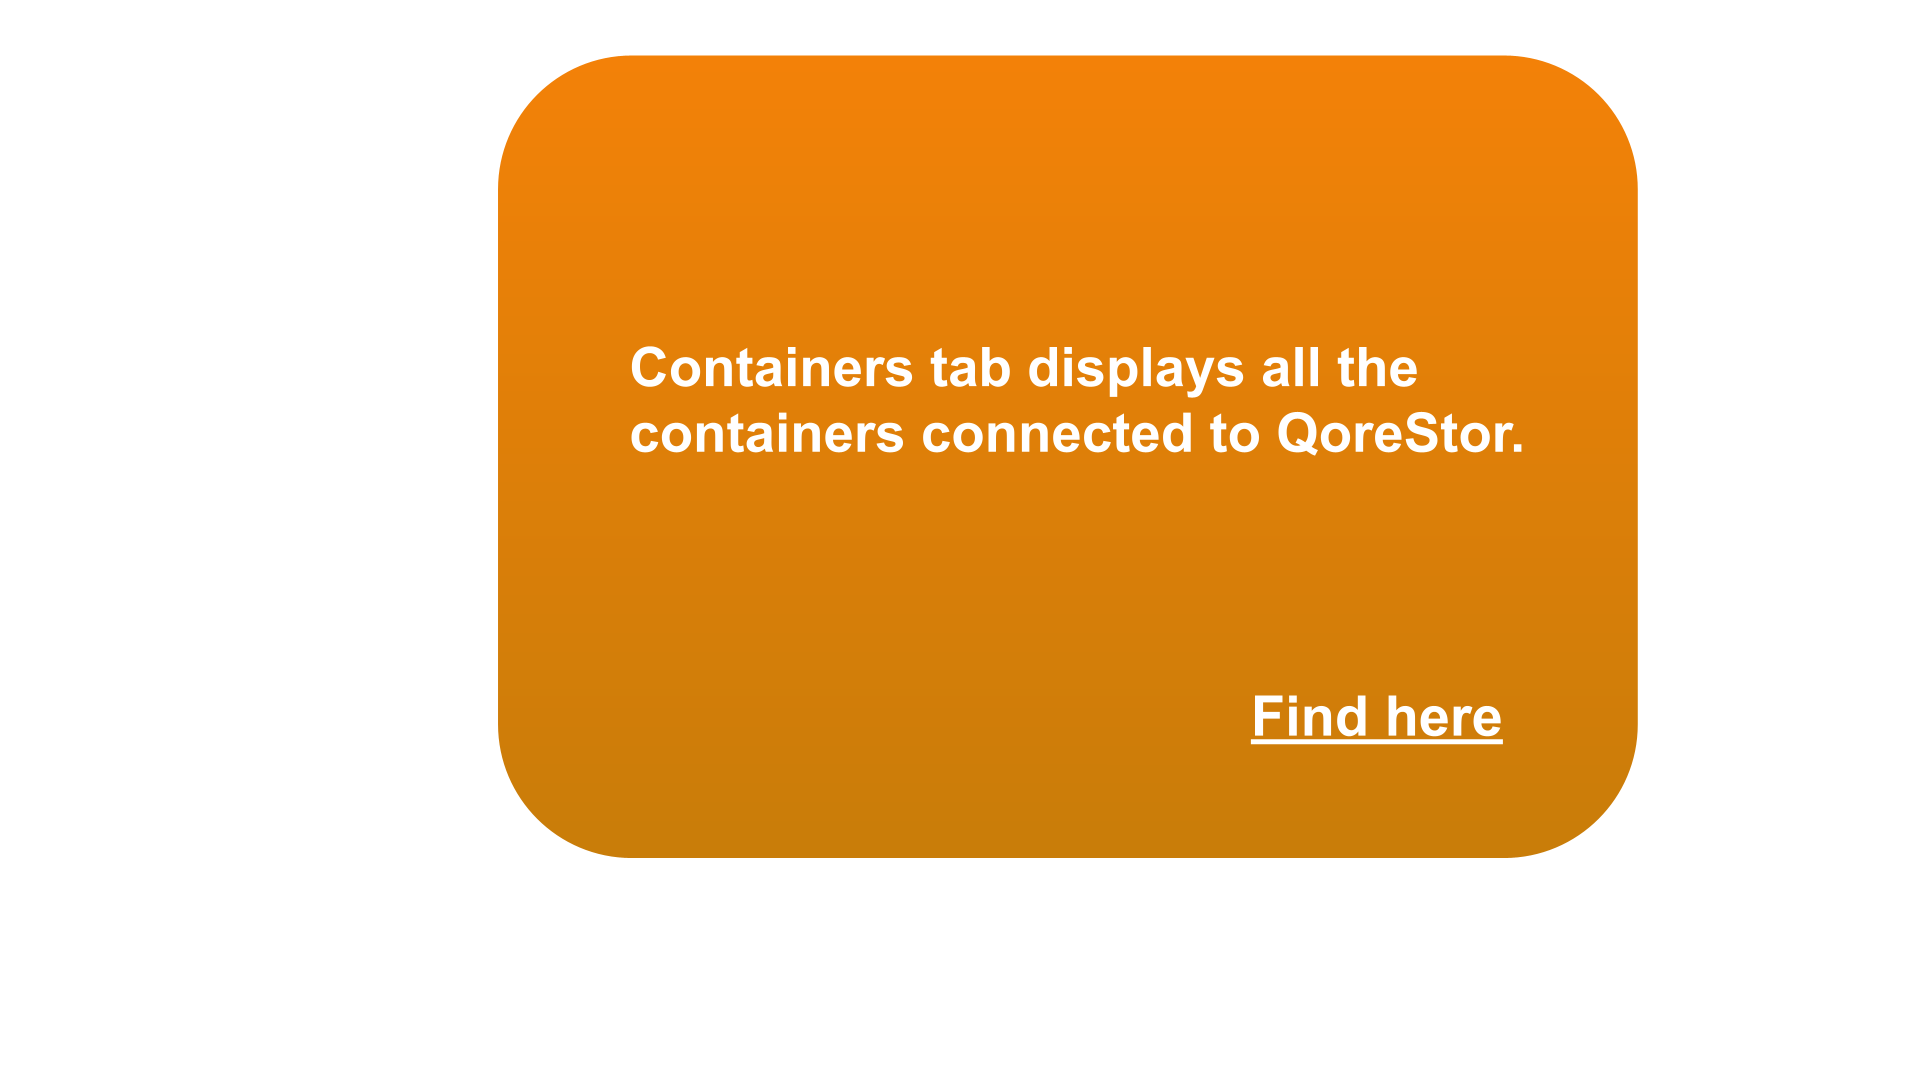 Containers tab displays all the
containers connected to QoreStor.
Find here